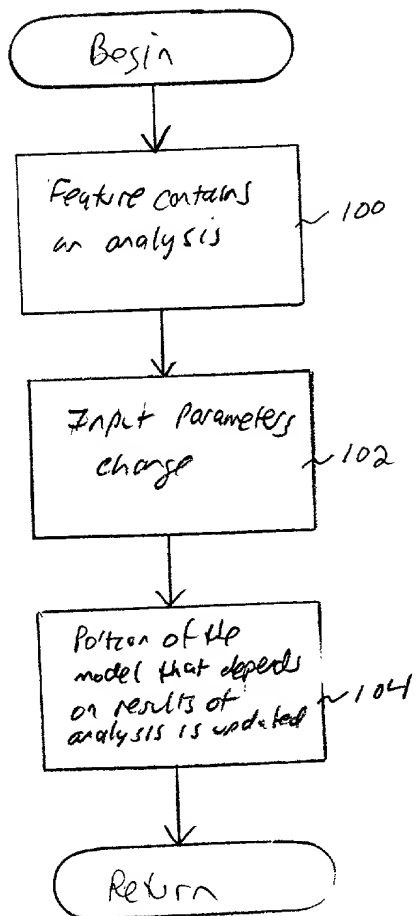 Begin
Feature contains
an analysis
100
Input Parameters
change
102
Portion of the
model that depends
on results of
analysis is updated
104
Return